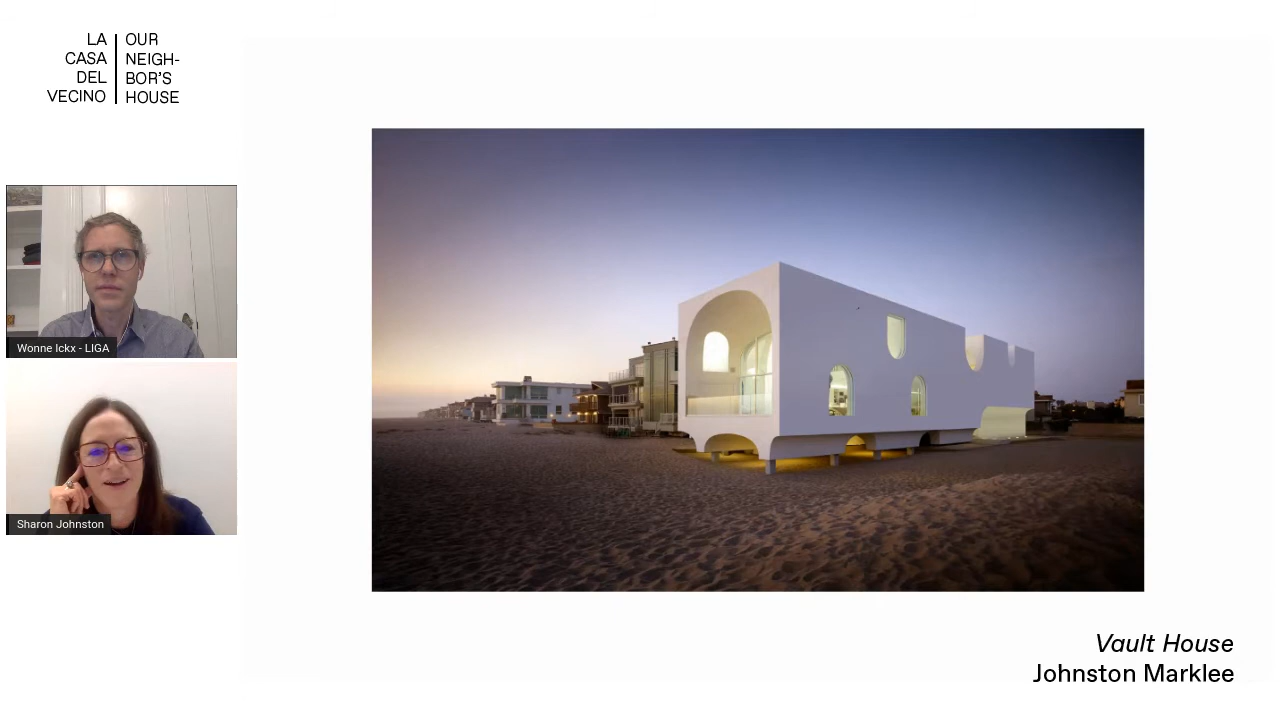 LA
CASA
DEL
VECINO
OUR
NEIGH-
BOR'S
HOUSE
Wonne Ickx - LIGA
Sharon Johnston
Vault House
Johnston Marklee